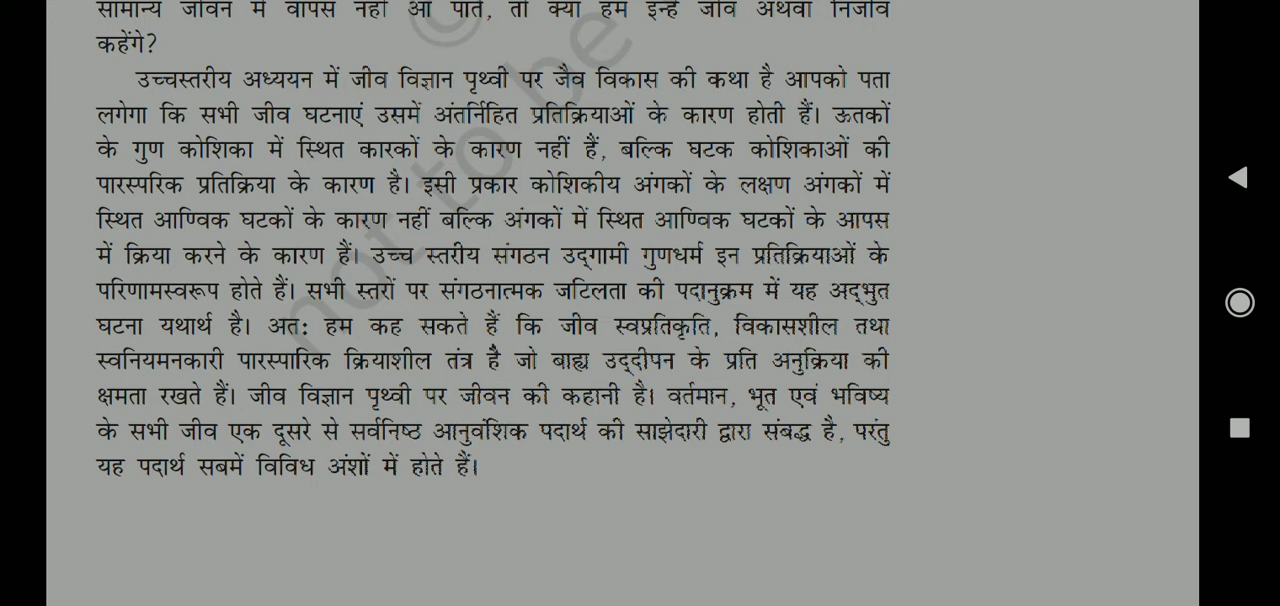 सामान्य जीवन में वापस नहीं आ पाते, तो क्या हम इन्हें जीव अथवा निर्जीव
कहेंगे?
उच्चस्तरीय अध्ययन में जीव विज्ञान पृथ्वी पर जैव विकास की कथा है आपको पता
लगेगा कि सभी जीव घटनाएं उसमें अंतर्निहित प्रतिक्रियाओं के कारण होती हैं। ऊतकों
के गुण कोशिका में स्थित कारकों के कारण नहीं हैं, बल्कि घटक कोशिकाओं की
पारस्परिक प्रतिक्रिया के कारण है। इसी प्रकार कोशिकीय अंगकों के लक्षण अंगकों में
स्थित आण्विक घटकों के कारण नहीं बल्कि अंगकों में स्थित आण्विक घटकों के आपस
में क्रिया करने के कारण हैं। उच्च स्तरीय संगठन उद्गामी गुणधर्म इन प्रतिक्रियाओं के
परिणामस्वरूप होते हैं। सभी स्तरों पर संगठनात्मक जटिलता की पदानुक्रम में यह अद्भुत
घटना यथार्थ है। अत: हम कह सकते हैं कि जीव स्वप्रतिकृति, विकासशील तथा
स्वनियमनकारी पारस्पारिक क्रियाशील तंत्र है जो बाह्य उद्दीपन के प्रति अनुक्रिया की
क्षमता रखते हैं। जीव विज्ञान पृथ्वी पर जीवन की कहानी है। वर्तमान, भूत एवं भविष्य
के सभी जीव एक दूसरे से सर्वनिष्ठ आनुवंशिक पदार्थ की साझेदारी द्वारा संबद्ध है, परंतु
यह पदार्थ सबमें विविध अंशों में होते हैं।
©
not to be